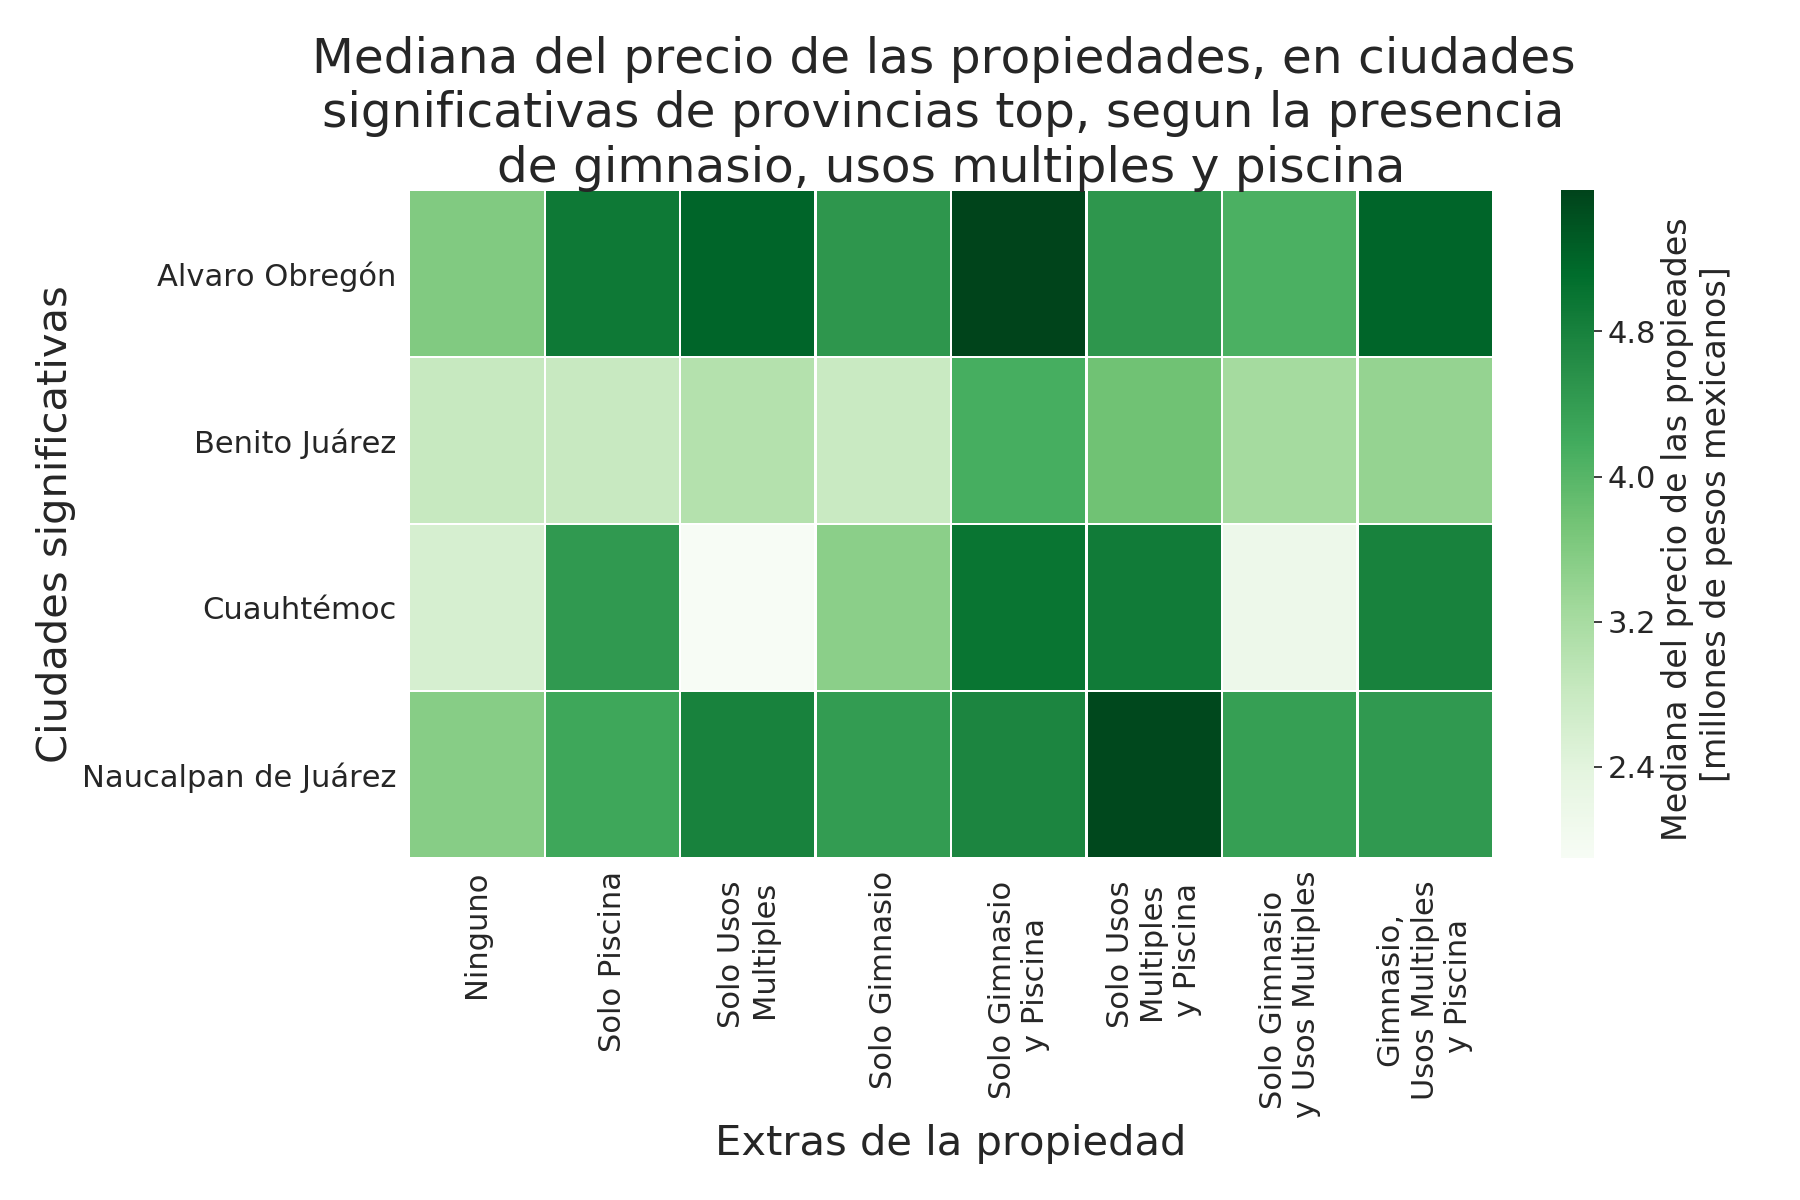 Mediana del precio de las propiedades, en ciudades
significativas de provincias top, segun la presencia
de gimnasio, usos multiples y piscina
Ciudades significativas
Alvaro Obregón
Benito Juárez
Cuauhtémoc
Naucalpan de Juárez
Ninguno
Solo Piscina
Solo Usos
Multiples
Solo Gimnasio
Solo Gimnasio
y Piscina
Solo Usos
Multiples
y Piscina
Solo Gimnasio
y Usos Multiples
Gimnasio,
Usos Multiples
y Piscina
Extras de la propiedad
4.8
4.0
3.2
2.4
Mediana del precio de las propieades
[millones de pesos mexicanos]